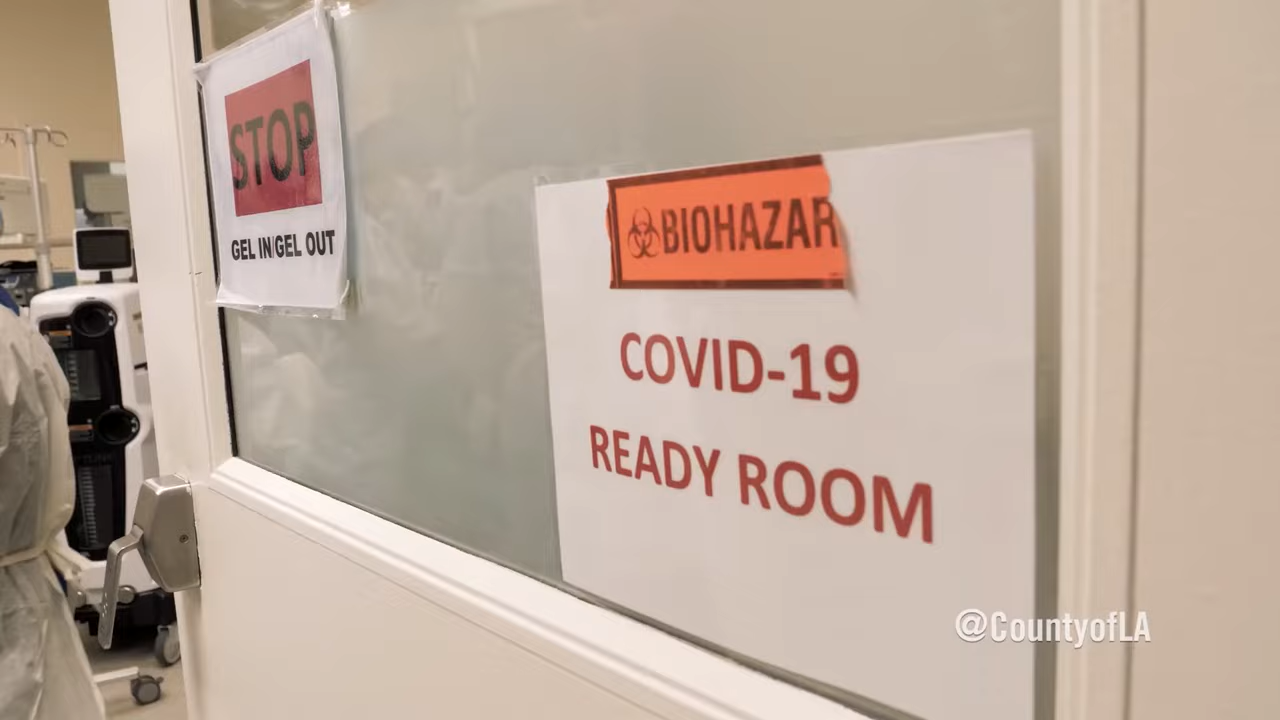 STOP
GEL IN/GEL OUT
BIOHAZAR
COVID-19
READY ROOM
@CountyofLA